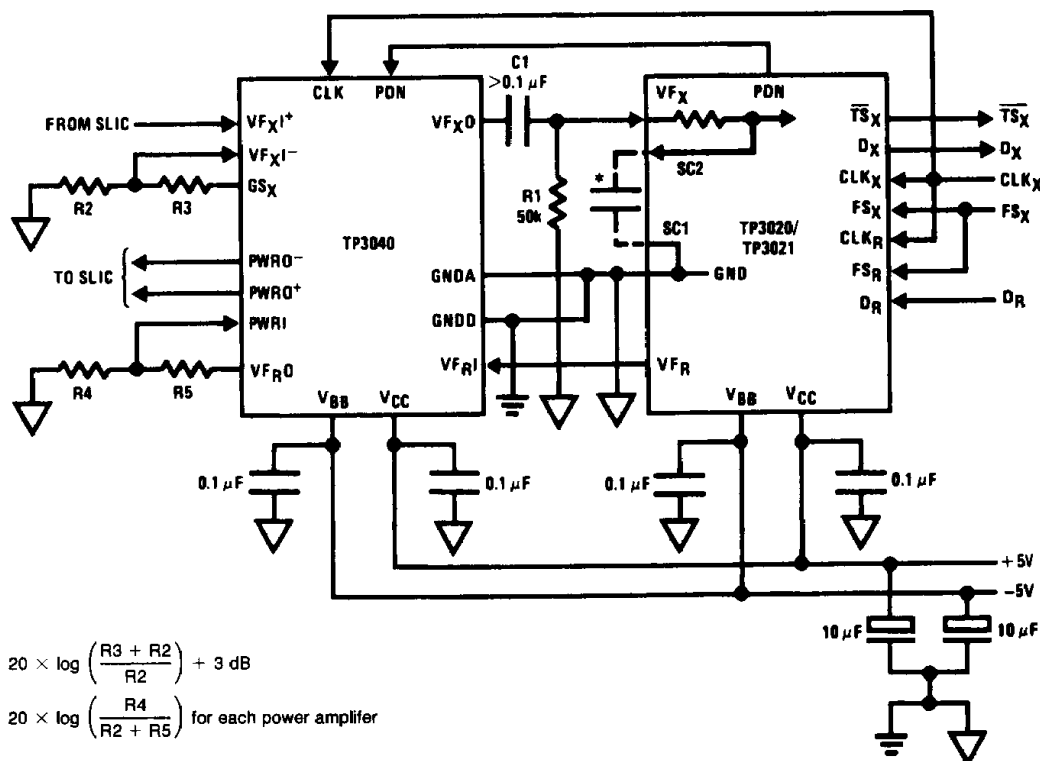 C1
>0.1 μF
CLK
PDN
VFXI+
FROM SLIC
VFXI−
GSX
R2
R3
VFXO
R1
50k
TP3040
TO SLIC
PWRO−
PWRO+
PWRI
VFRO
R4
R5
GNDA
GNDD
VFRI
VBB
VCC
VFX
PDN
SC2
*
SC1
TP3020/
TP3021
GND
VFR
VBB
VCC
TSX
DX
CLKX
FSX
CLKR
FSR
DR
TSX
DX
CLKX
FSX
DR
0.1 μF
0.1 μF
0.1 μF
0.1 μF
+5V
−5V
10 μF
10 μF
20 × log (R3 + R2 / R2) + 3 dB
20 × log (R4 / R2 + R5) for each power amplifer